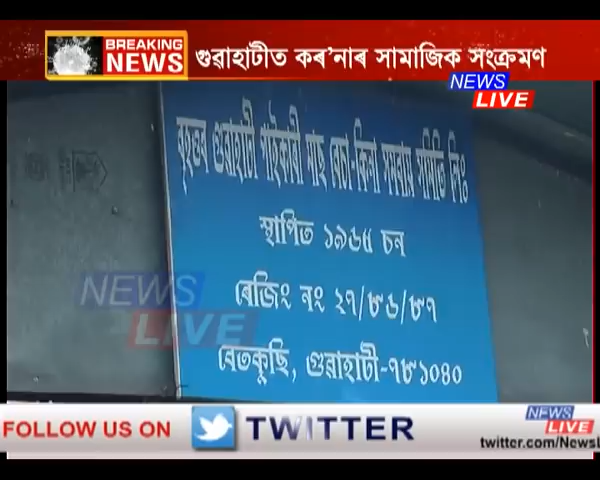 BREAKING NEWS
গুৱাহাটীত কৰ'নাৰ সামাজিক সংক্ৰমণ
NEWS
LIVE
বৃহত্তৰ গুৱাহাটী পাইকাৰী মাছ বেচা-কিনা সমবায় সমিতি লিঃ
স্থাপিত ১৯৬৫ চন
ৰেজিং নং ২৭/৮৬/৮৭
বেতকুছি, গুৱাহাটী-৭৮১০৪০
NEWS
LIVE
FOLLOW US ON
TWITTER
NEWS
LIVE
twitter.com/NewsL